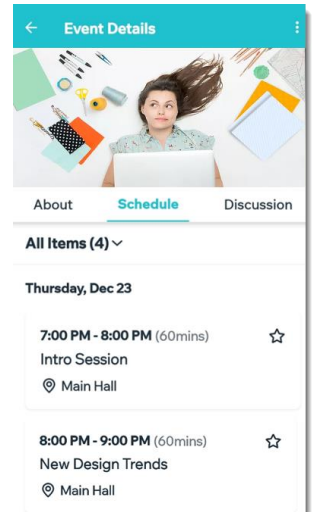 Event Details
About Schedule Discussion
All Items (4)
Thursday, Dec 23
7:00 PM - 8:00 PM (60mins)
Intro Session
Main Hall
8:00 PM - 9:00 PM (60mins)
New Design Trends
Main Hall